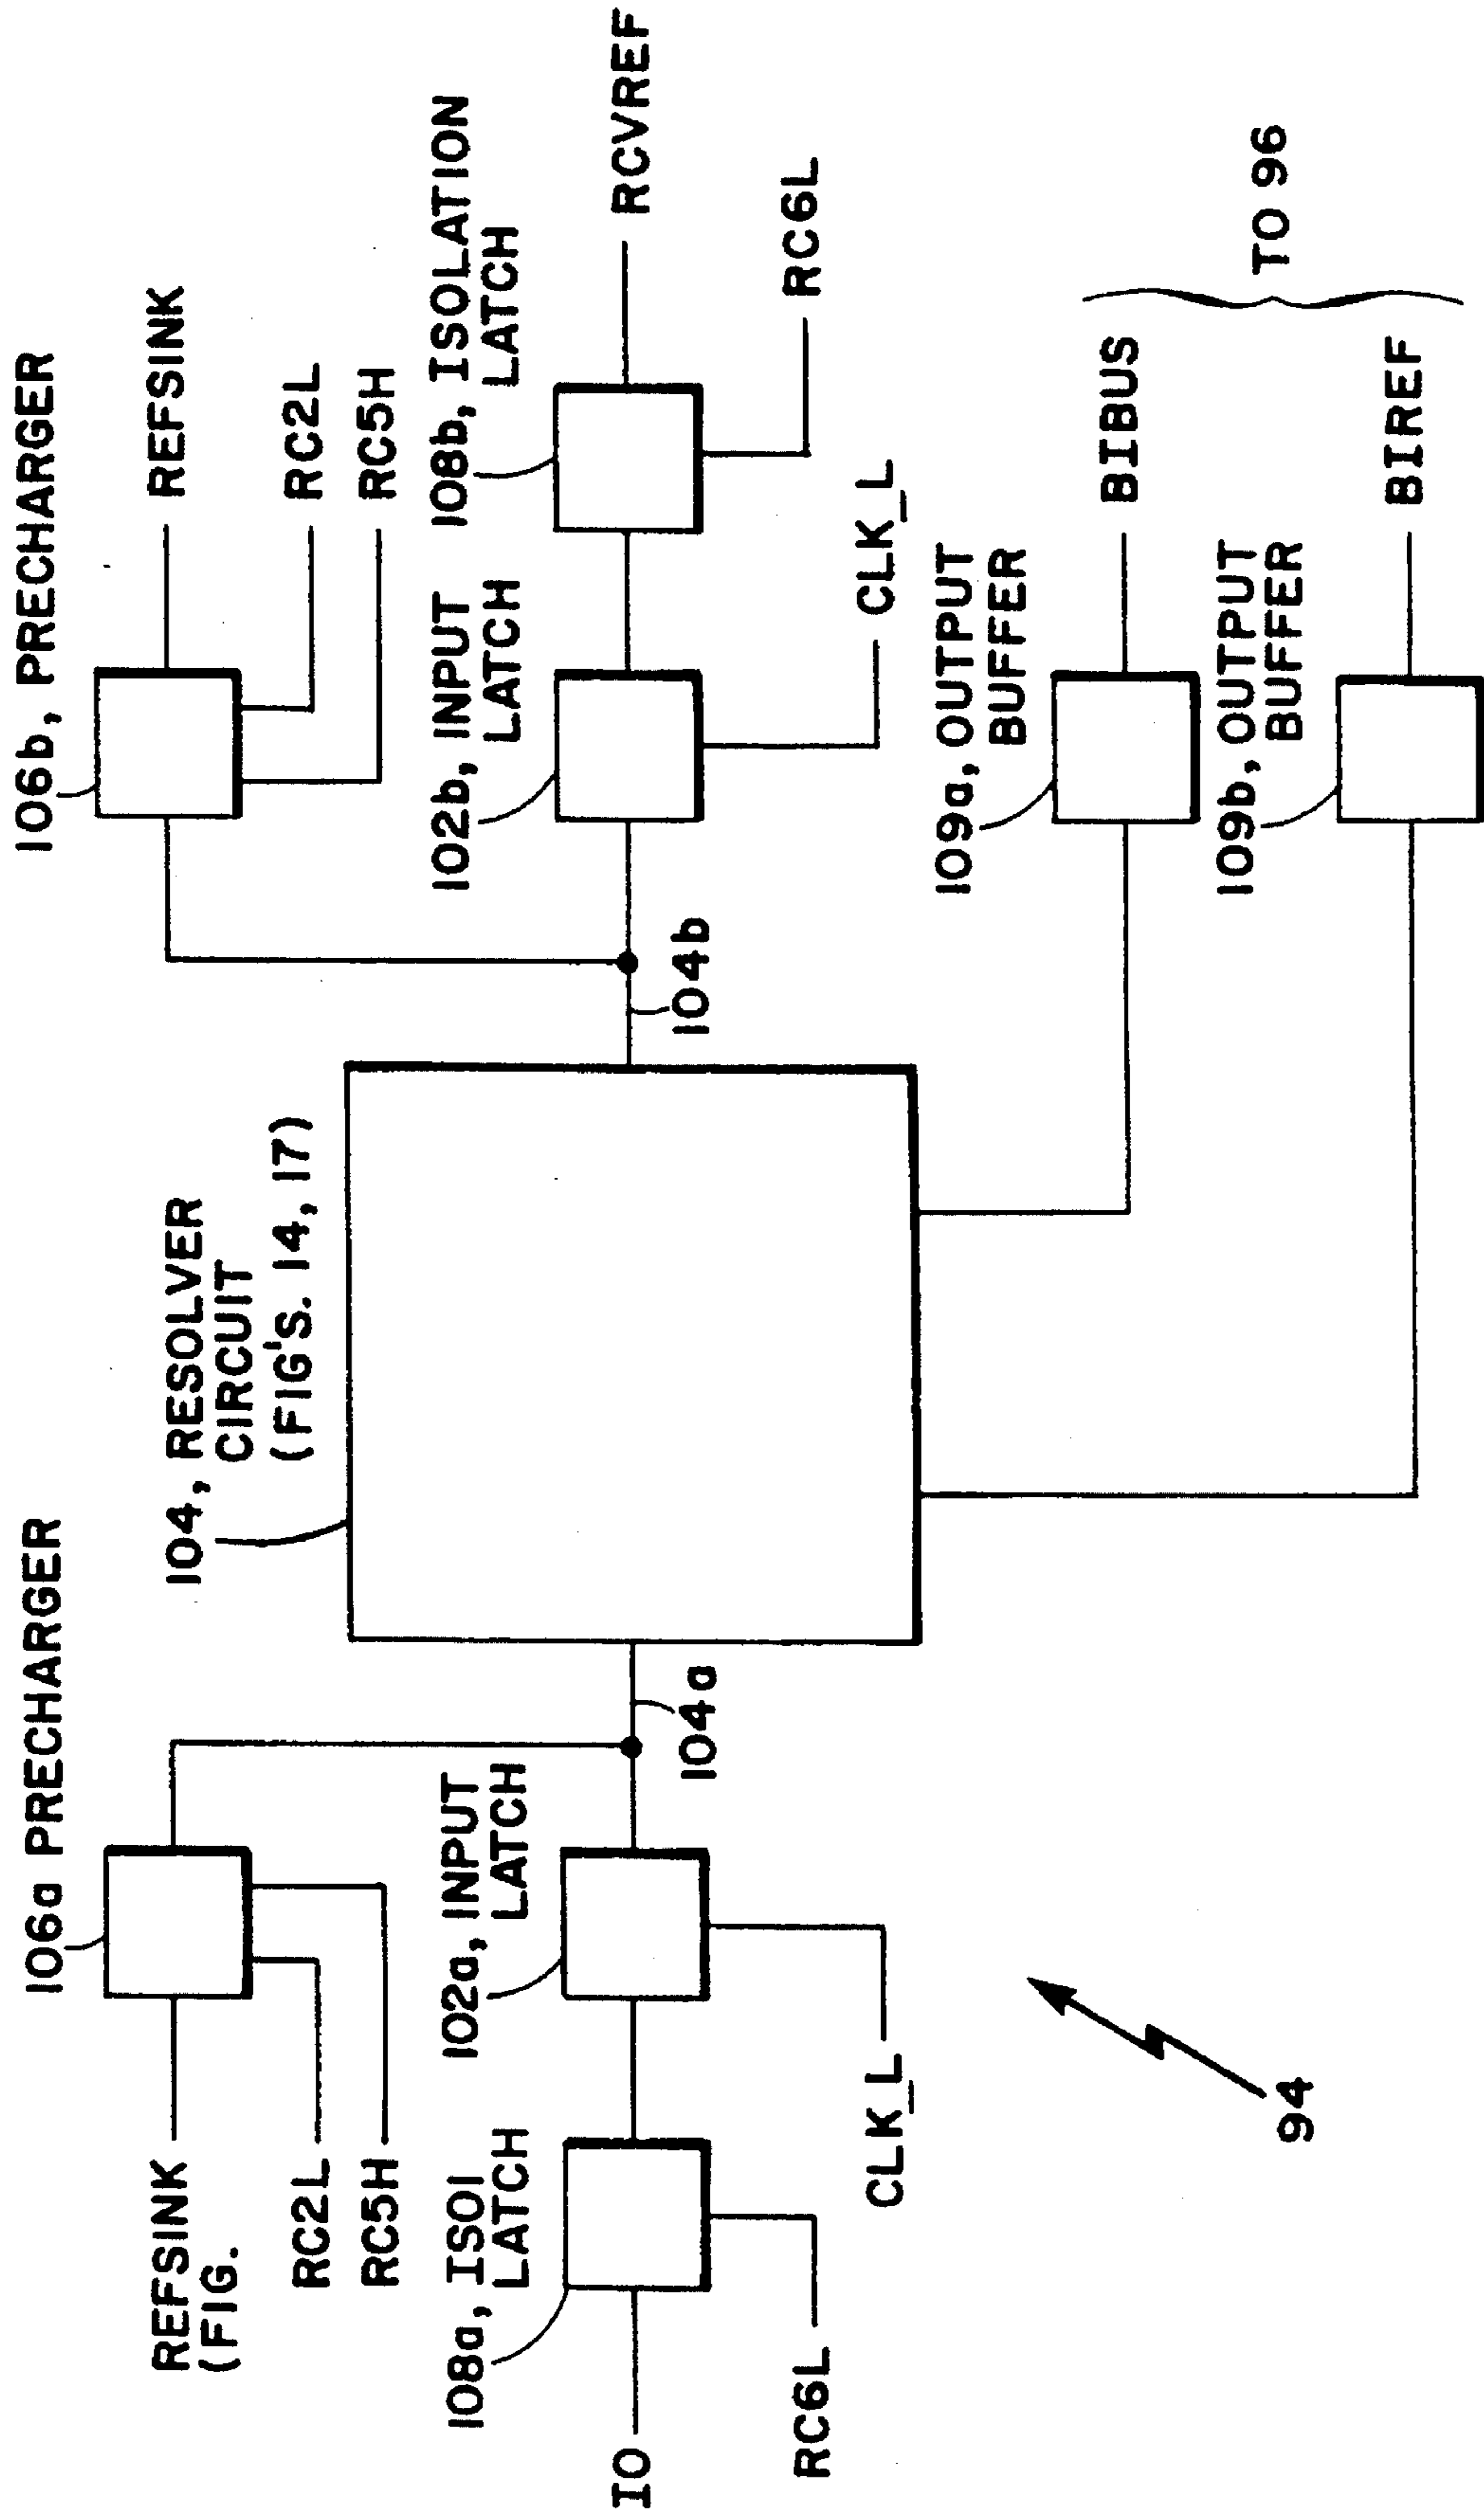 106a PRECHARGER
REFSINK
(FIG.
RC2L
RC5H
108a, ISOl
LATCH
102a, INPUT
LATCH
IO
RC6L
CLK_L
104a
104, RESOLVER
CIRCUIT
(FIG'S. 14, 17)
104b
106b, PRECHARGER
REFSINK
RC2L
RC5H
102b, INPUT
LATCH
108b, ISOLATION
LATCH
RCVREF
RC6L
CLK_L
109a, OUTPUT
BUFFER
BIBUS
109b, OUTPUT
BUFFER
BIREF
TO 96
94